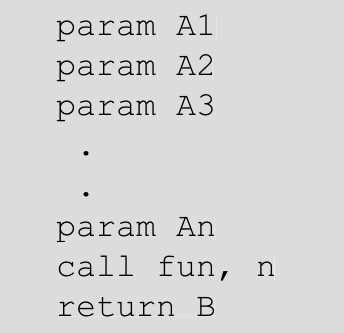 param A1
param A2
param A3
.
.
param An
call fun, n
return B